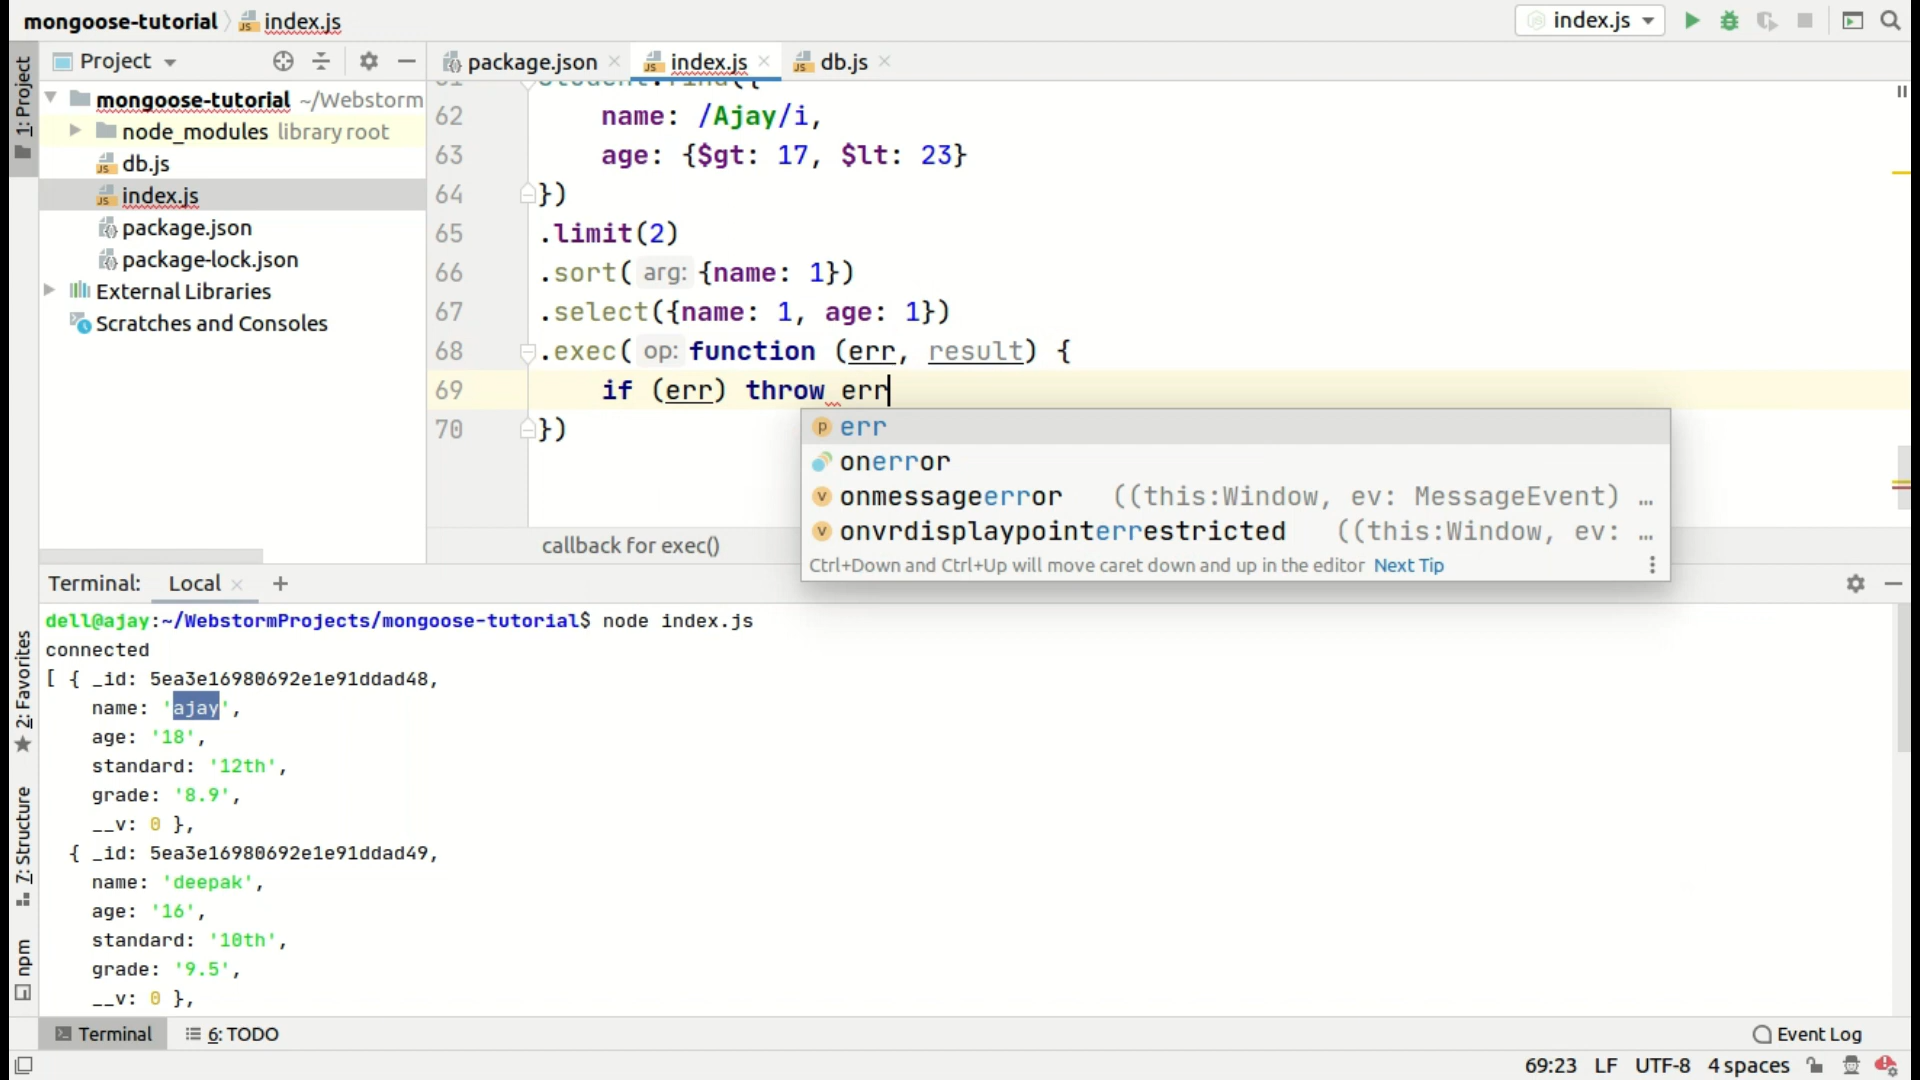 mongoose-tutorial index.js index.js
1: Project
Project
package.json index.js db.js
mongoose-tutorial ~/Webstorm
node_modules library root
db.js
index.js
package.json
package-lock.json
External Libraries
Scratches and Consoles
62 name: /Ajay/i,
63 age: {$gt: 17, $lt: 23}
64 })
65 .limit(2)
66 .sort( arg: {name: 1})
67 .select({name: 1, age: 1})
68 .exec( op: function (err, result) {
69 if (err) throw err
70 })
err
onerror
onmessageerror ((this:Window, ev: MessageEvent) …
onvrdisplaypointerrestricted ((this:Window, ev: …
Ctrl+Down and Ctrl+Up will move caret down and up in the editor Next Tip
callback for exec()
Terminal: Local +
dell@ajay:~/WebstormProjects/mongoose-tutorial$ node index.js
connected
[ { _id: 5ea3e16980692e1e91ddad48,
name: 'ajay',
age: '18',
standard: '12th',
grade: '8.9',
__v: 0 },
{ _id: 5ea3e16980692e1e91ddad49,
name: 'deepak',
age: '16',
standard: '10th',
grade: '9.5',
__v: 0 },
2: Favorites
7: Structure
npm
Terminal 6: TODO Event Log
69:23 LF UTF-8 4 spaces